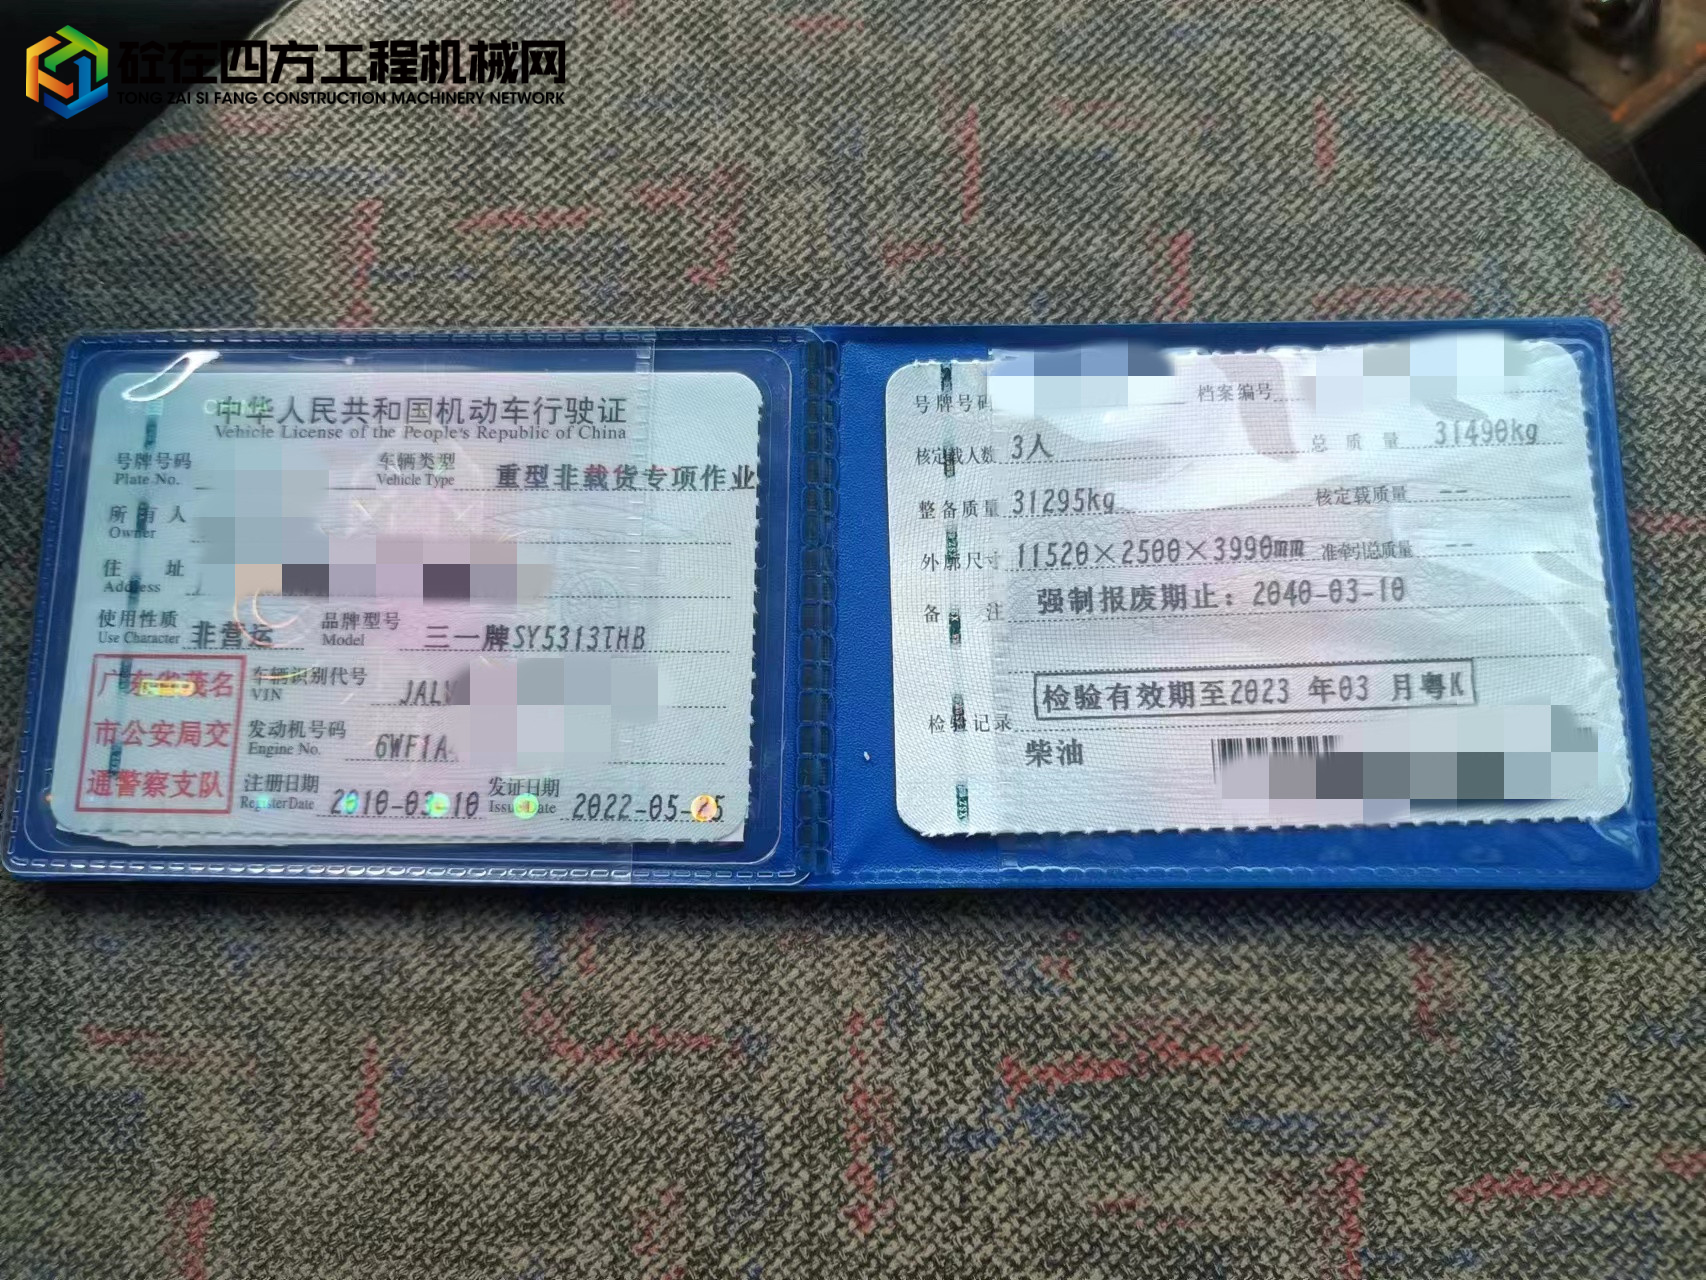 砼在四方工程机械网
TONG ZAI SI FANG CONSTRUCTION MACHINERY NETWORK
中华人民共和国机动车行驶证
Vehicle License of the People's Republic of China
号牌号码
Plate No.
车辆类型 重型非载货专项作业
Vehicle Type
所有人
Owner
住 址
Address
使用性质 非营运
Use Character
品牌型号 三一牌SY5313THB
Model
广东省茂名
市公安局交
通警察支队
车辆识别代号 JAL
VIN
发动机号码 6WF1A
Engine No.
注册日期 2010-03-10
Register Date
发证日期 2022-05-
Issue Date
号牌号码
档案编号
核定载人数 3人
总质量 31490kg
整备质量 31295kg
核定载质量 --
外廓尺寸 11520×2500×3990mm
准牵引总质量 --
备 注 强制报废期止：2040-03-10
检验记录 检验有效期至2023 年03 月粤K
柴油